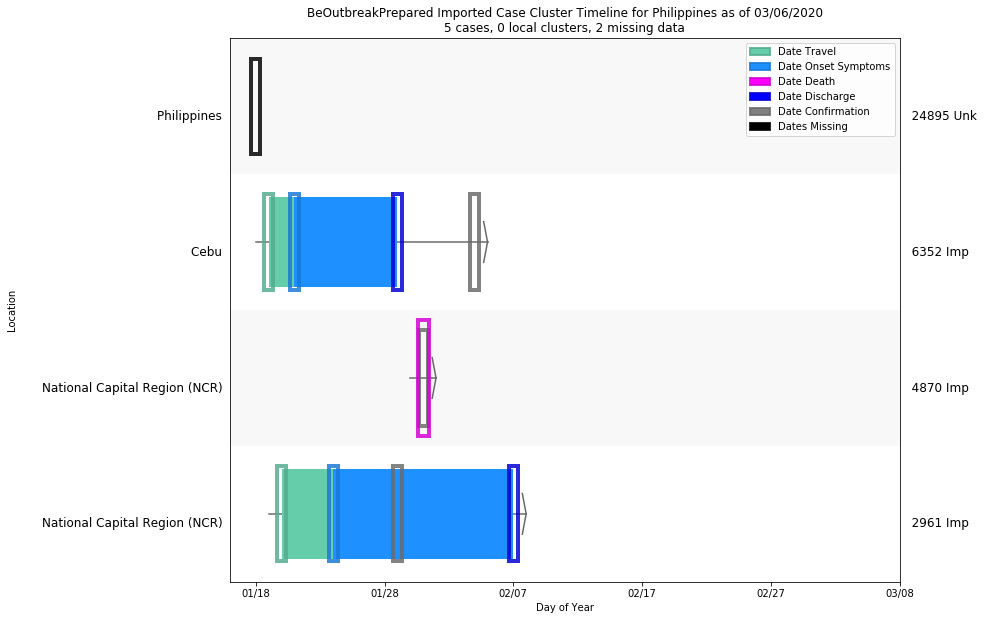 BeOutbreakPrepared Imported Case Cluster Timeline for Philippines as of 03/06/2020
5 cases, 0 local clusters, 2 missing data
Date Travel
Date Onset Symptoms
Date Death
Date Discharge
Date Confirmation
Dates Missing
Philippines
24895 Unk
Cebu
6352 Imp
Location
National Capital Region (NCR)
4870 Imp
National Capital Region (NCR)
2961 Imp
01/18
01/28
02/07
02/17
02/27
03/08
Day of Year